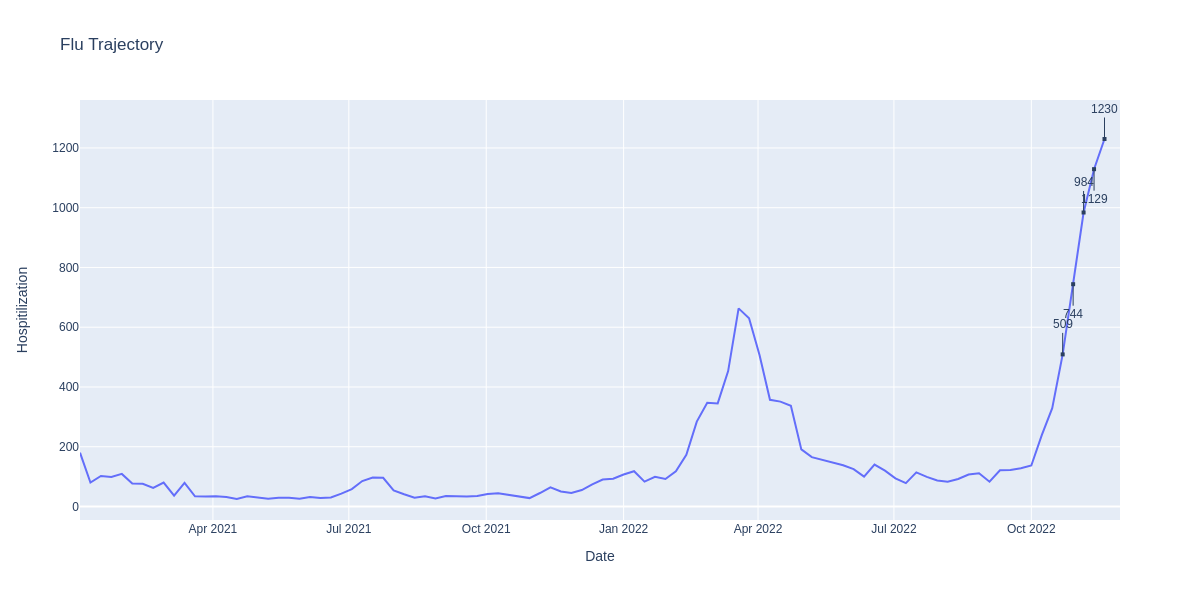 Flu Trajectory
Hospitilization
1200
1000
800
600
400
200
0
1230
984
1129
744
509
Apr 2021
Jul 2021
Oct 2021
Jan 2022
Apr 2022
Jul 2022
Oct 2022
Date